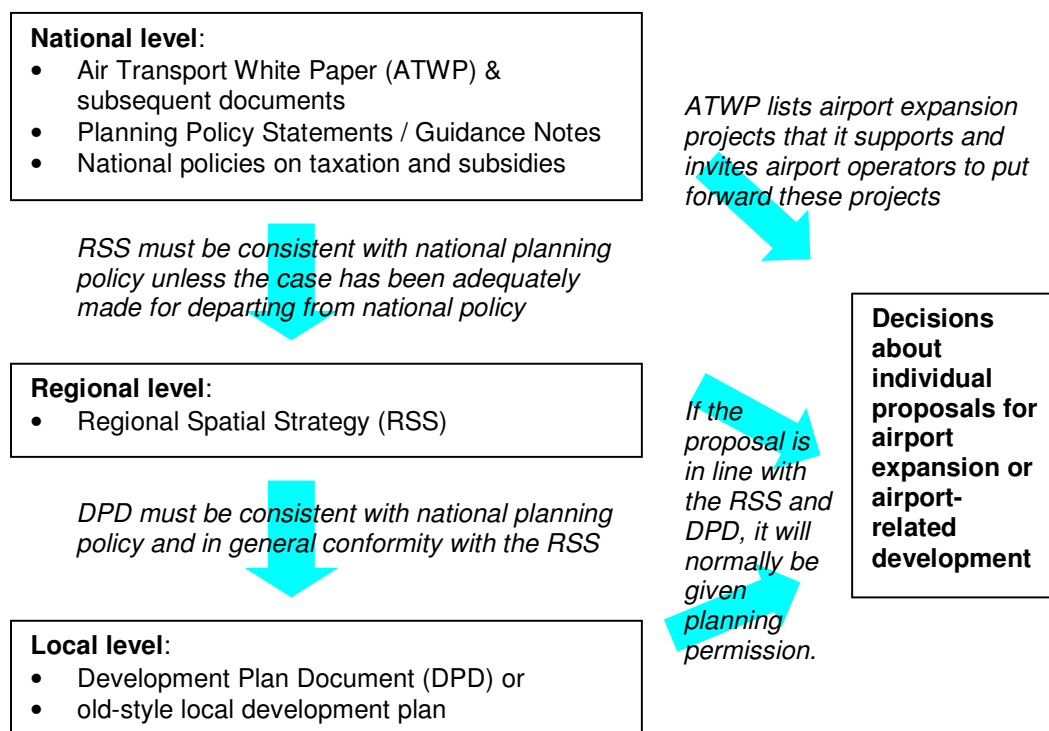 National level:
• Air Transport White Paper (ATWP) &
subsequent documents
• Planning Policy Statements / Guidance Notes
• National policies on taxation and subsidies
ATWP lists airport expansion
projects that it supports and
invites airport operators to put
forward these projects
RSS must be consistent with national planning
policy unless the case has been adequately
made for departing from national policy
Regional level:
• Regional Spatial Strategy (RSS)
If the
proposal is
in line with
the RSS and
DPD, it will
normally be
given
planning
permission.
Decisions
about
individual
proposals for
airport
expansion or
airport-
related
development
DPD must be consistent with national planning
policy and in general conformity with the RSS
Local level:
• Development Plan Document (DPD) or
• old-style local development plan